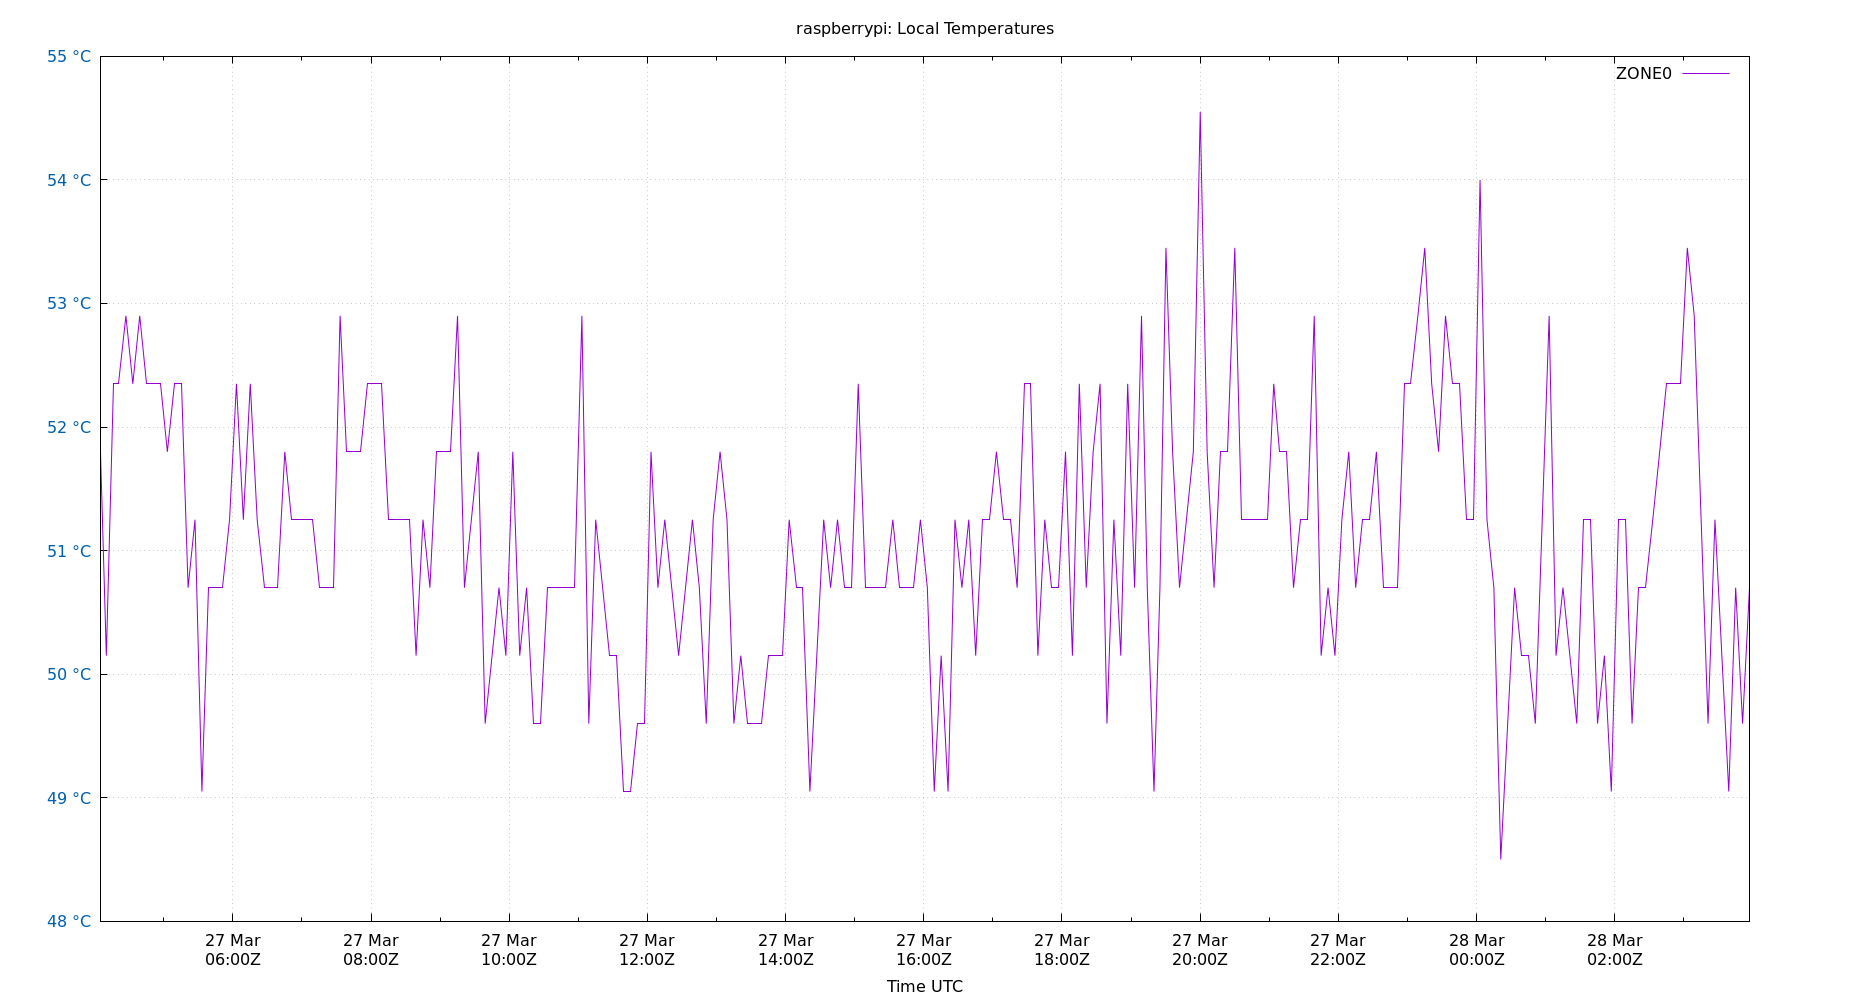 raspberrypi: Local Temperatures
55 °C
ZONE0
54 °C
53 °C
52 °C
51 °C
50 °C
49 °C
48 °C
27 Mar 27 Mar 27 Mar 27 Mar 27 Mar 27 Mar 27 Mar 27 Mar 27 Mar 28 Mar 28 Mar
06:00Z 08:00Z 10:00Z 12:00Z 14:00Z 16:00Z 18:00Z 20:00Z 22:00Z 00:00Z 02:00Z
Time UTC